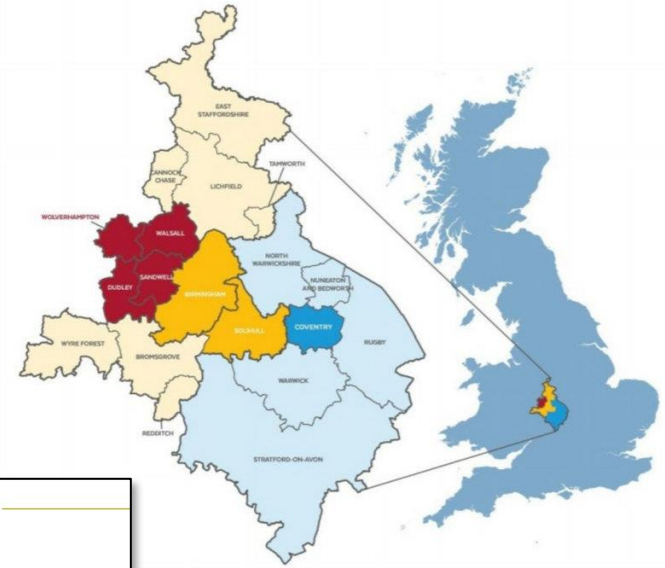 EAST
STAFFORDSHIRE
CANNOCK
CHASE
TAMWORTH
LICHFIELD
WOLVERHAMPTON
WALSALL
NORTH
WARWICKSHIRE
DUDLEY
SANDWELL
NUNEATON
AND BEDWORTH
BIRMINGHAM
SOLIHULL
COVENTRY
WYRE FOREST
BROMSGROVE
RUGBY
WARWICK
REDDITCH
STRATFORD-ON-AVON